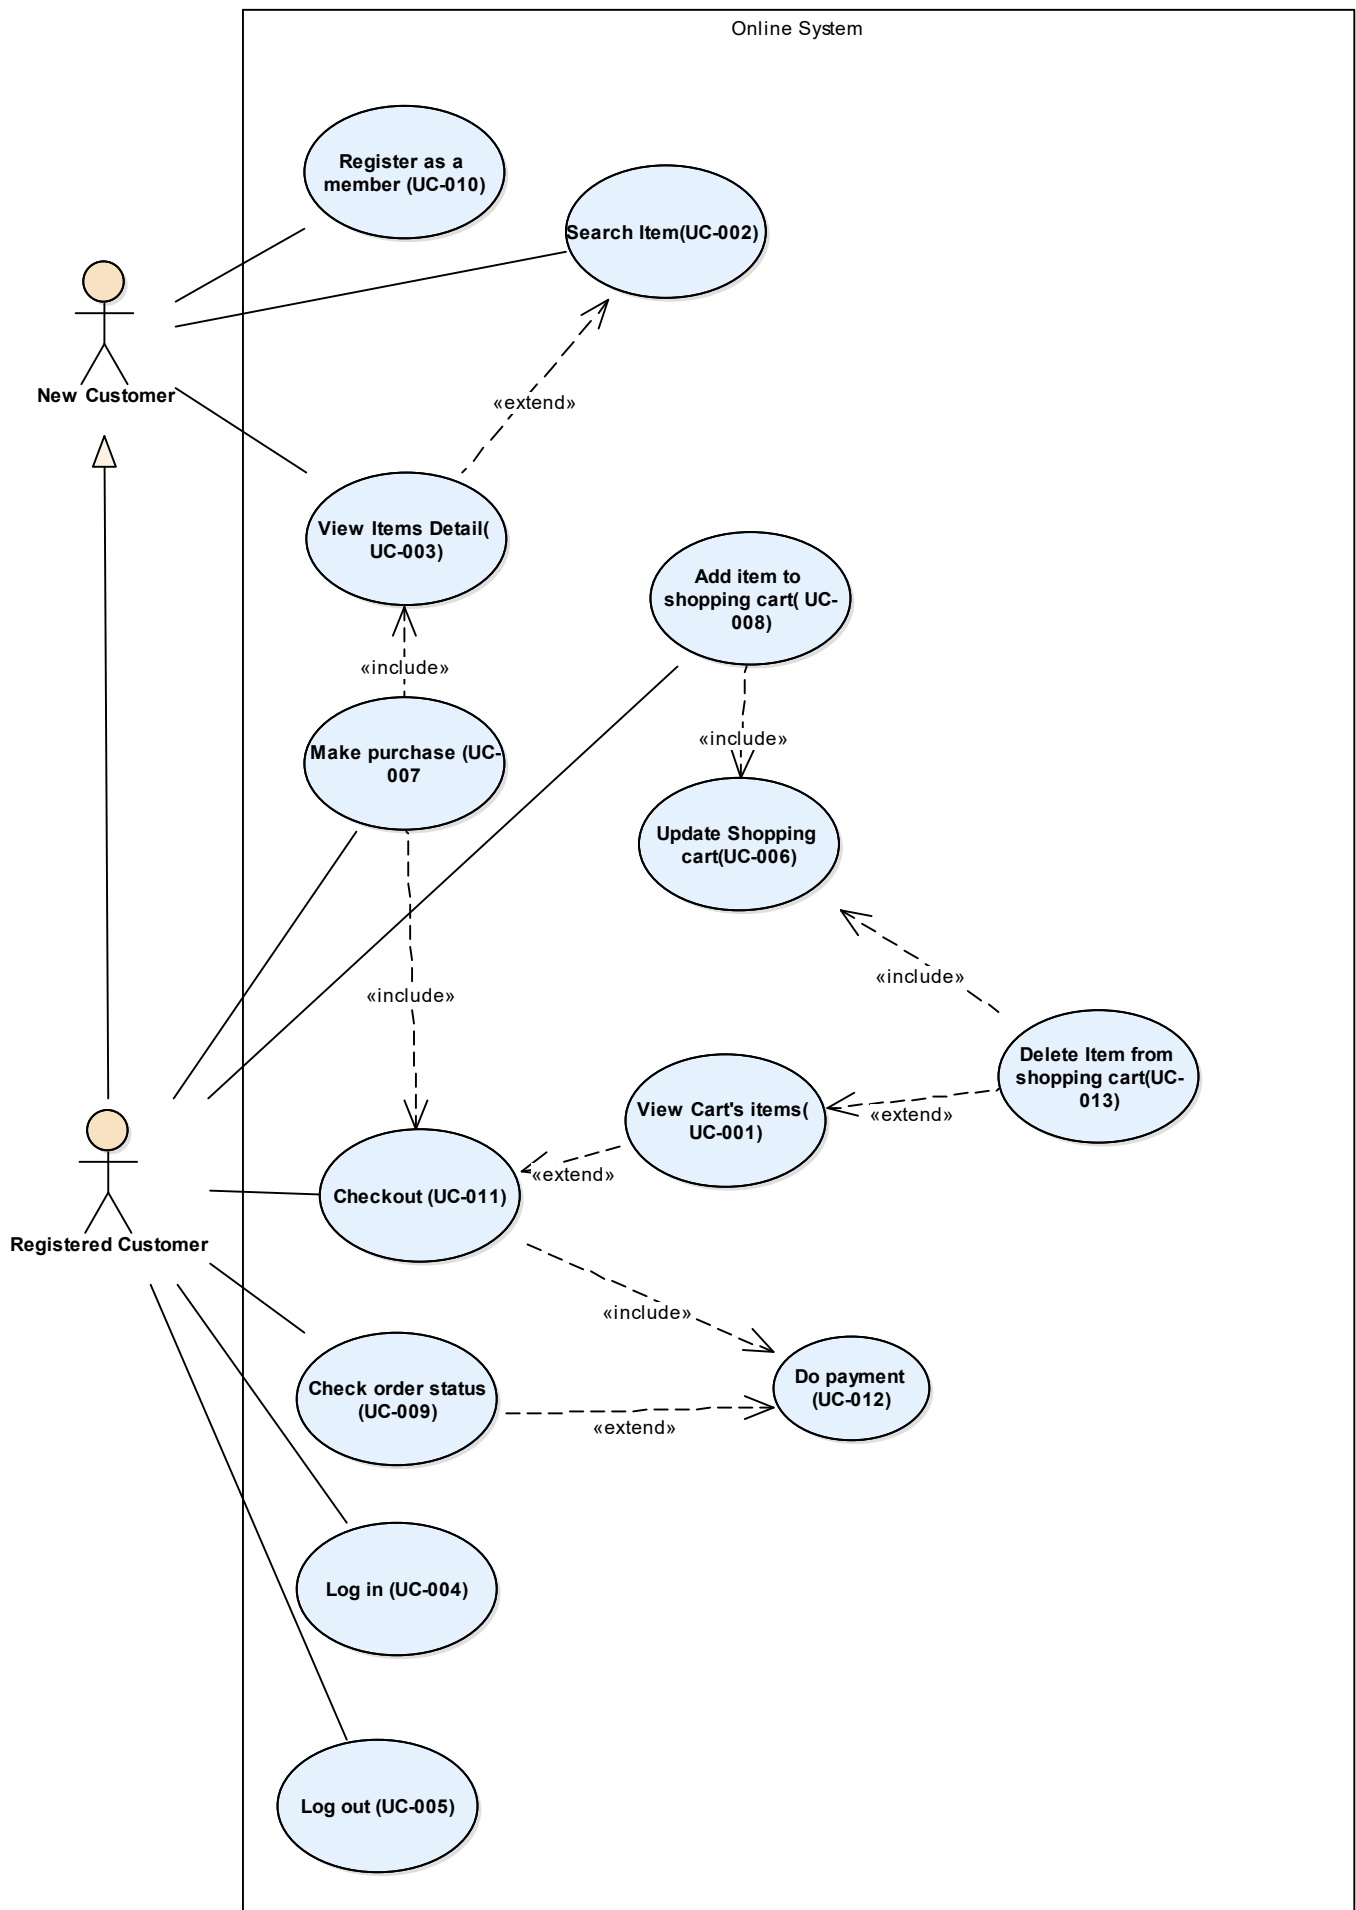 Online System
Register as a
member (UC-010)
Search Item(UC-002)
New Customer
«extend»
View Items Detail(
UC-003)
Add item to
shopping cart( UC-
008)
«include»
Make purchase (UC-
007
«include»
Update Shopping
cart(UC-006)
«include»
«include»
Delete Item from
shopping cart(UC-
013)
View Cart's items(
UC-001)
«extend»
«extend»
Checkout (UC-011)
Registered Customer
«include»
Check order status
(UC-009)
Do payment
(UC-012)
«extend»
Log in (UC-004)
Log out (UC-005)